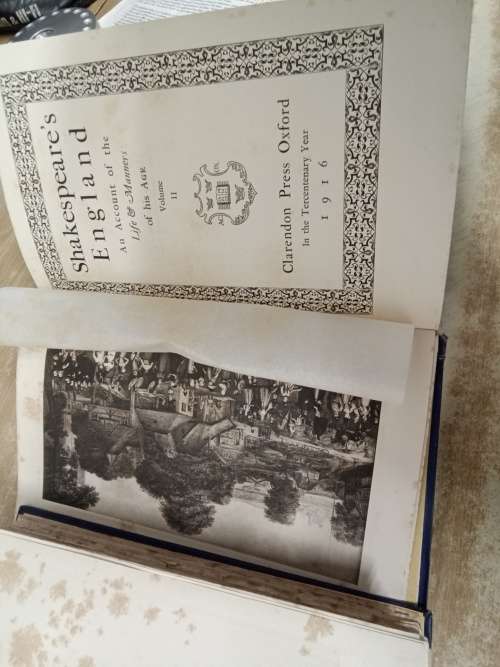 Shakespeare's
England
An Account of the
Life & Manners
of his Age
Volume
II
Clarendon Press Oxford
In the Tercentenary Year
1916